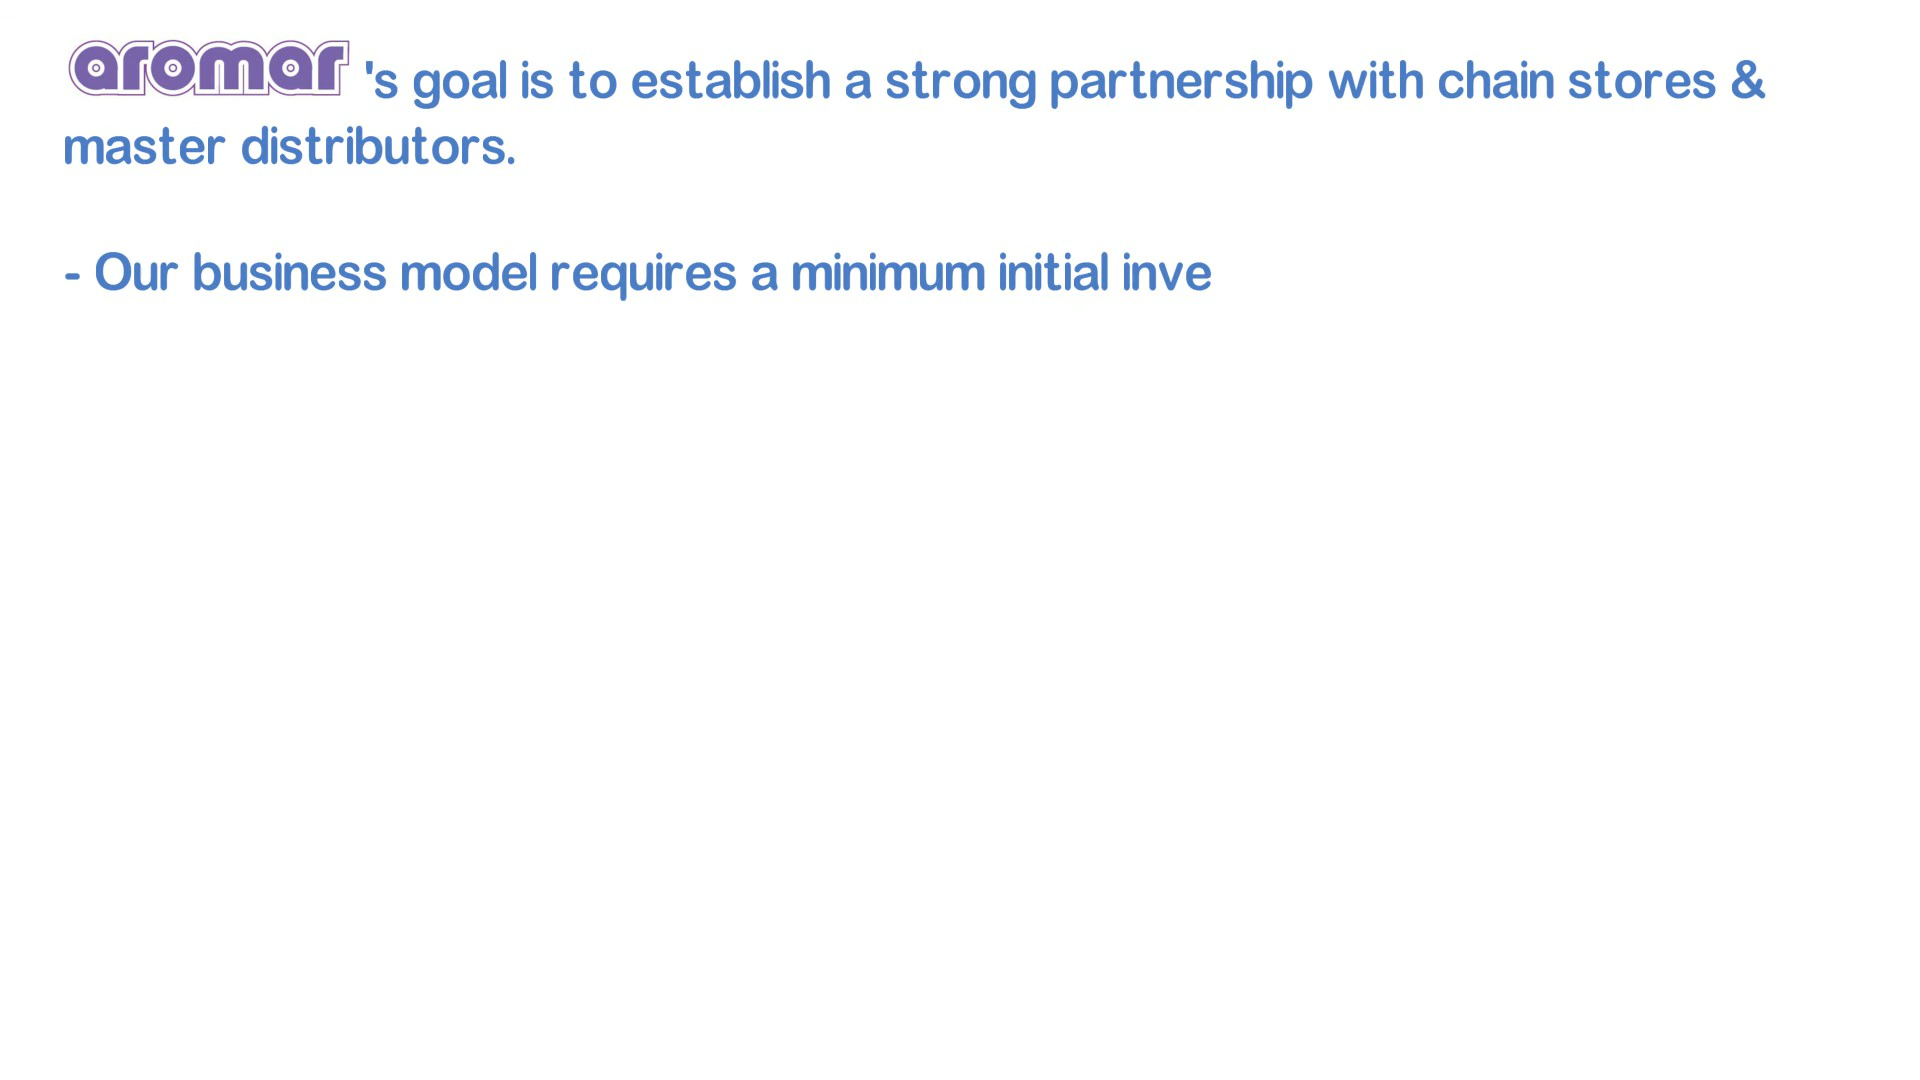 aromar 's goal is to establish a strong partnership with chain stores &
master distributors.
- Our business model requires a minimum initial inve